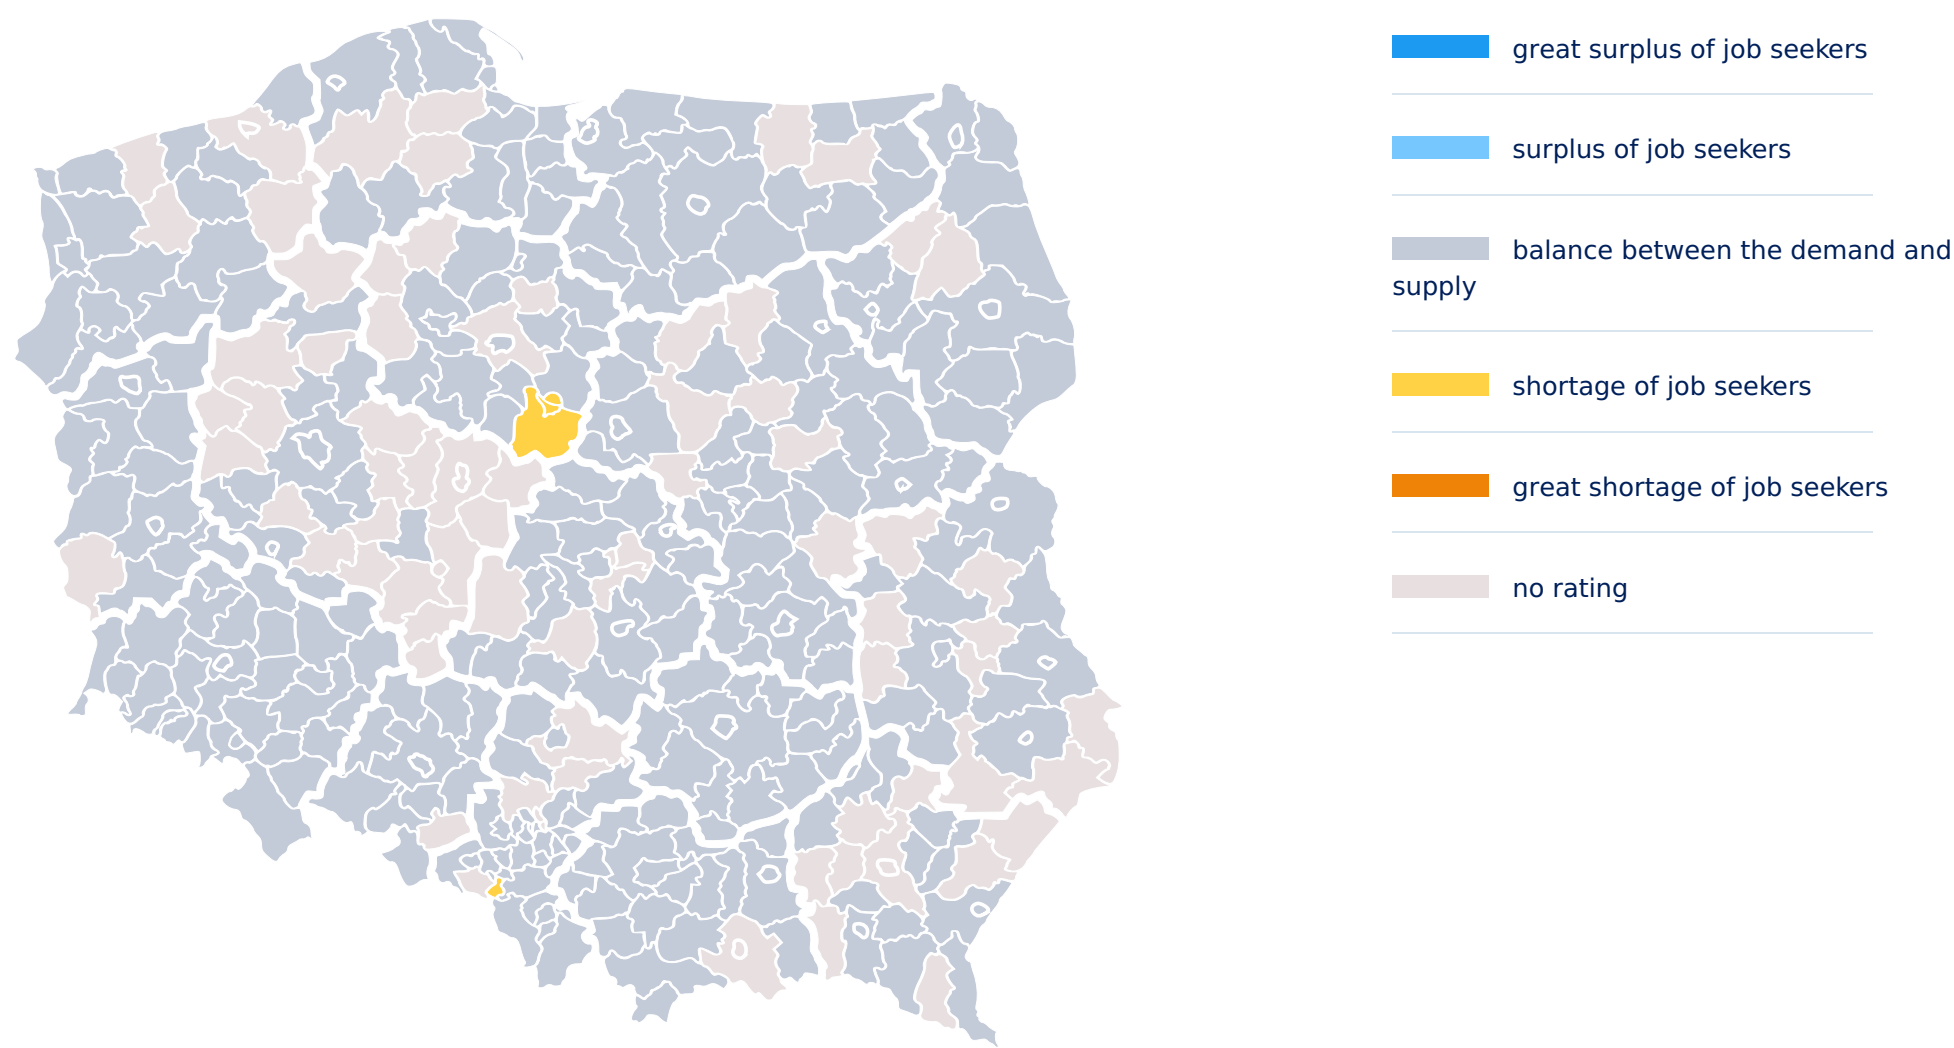 great surplus of job seekers
surplus of job seekers
balance between the demand and
supply
shortage of job seekers
great shortage of job seekers
no rating